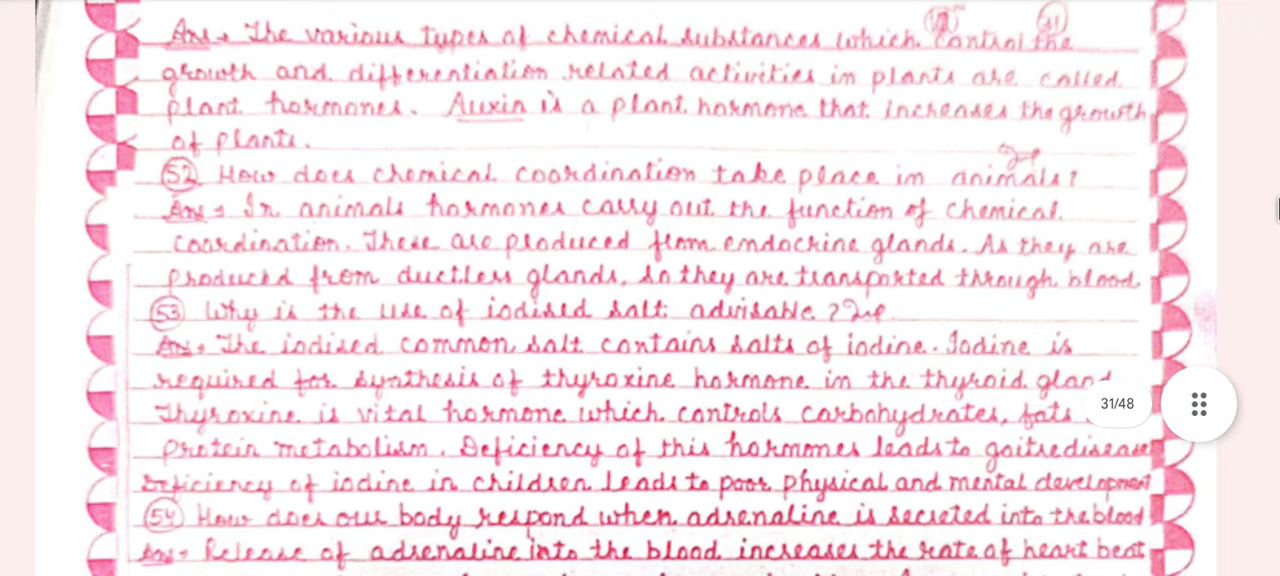 Ans → The various types of chemical substances which control the
growth and differentiation related activities in plants are called
plant hormones. Auxin is a plant hormone that increases the growth
of plants.
52 How does chemical coordination take place in animals?
Ans → In animals hormones carry out the function of chemical
coordination. These are produced from endocrine glands. As they are
produced from ductless glands, so they are transported through blood.
53 Why is the use of iodised salt advisable?
Ans → The iodised common salt contains salts of iodine. Iodine is
required for synthesis of thyroxine hormone in the thyroid gland
Thyroxine is vital hormone which controls carbohydrates, fats
31/48
protein metabolism. Deficiency of this hormones leads to goitre disease
Deficiency of iodine in children leads to poor physical and mental development
54 How does our body respond when adrenaline is secreted into the blood
Ans → Release of adrenaline into the blood increases the rate of heart beat